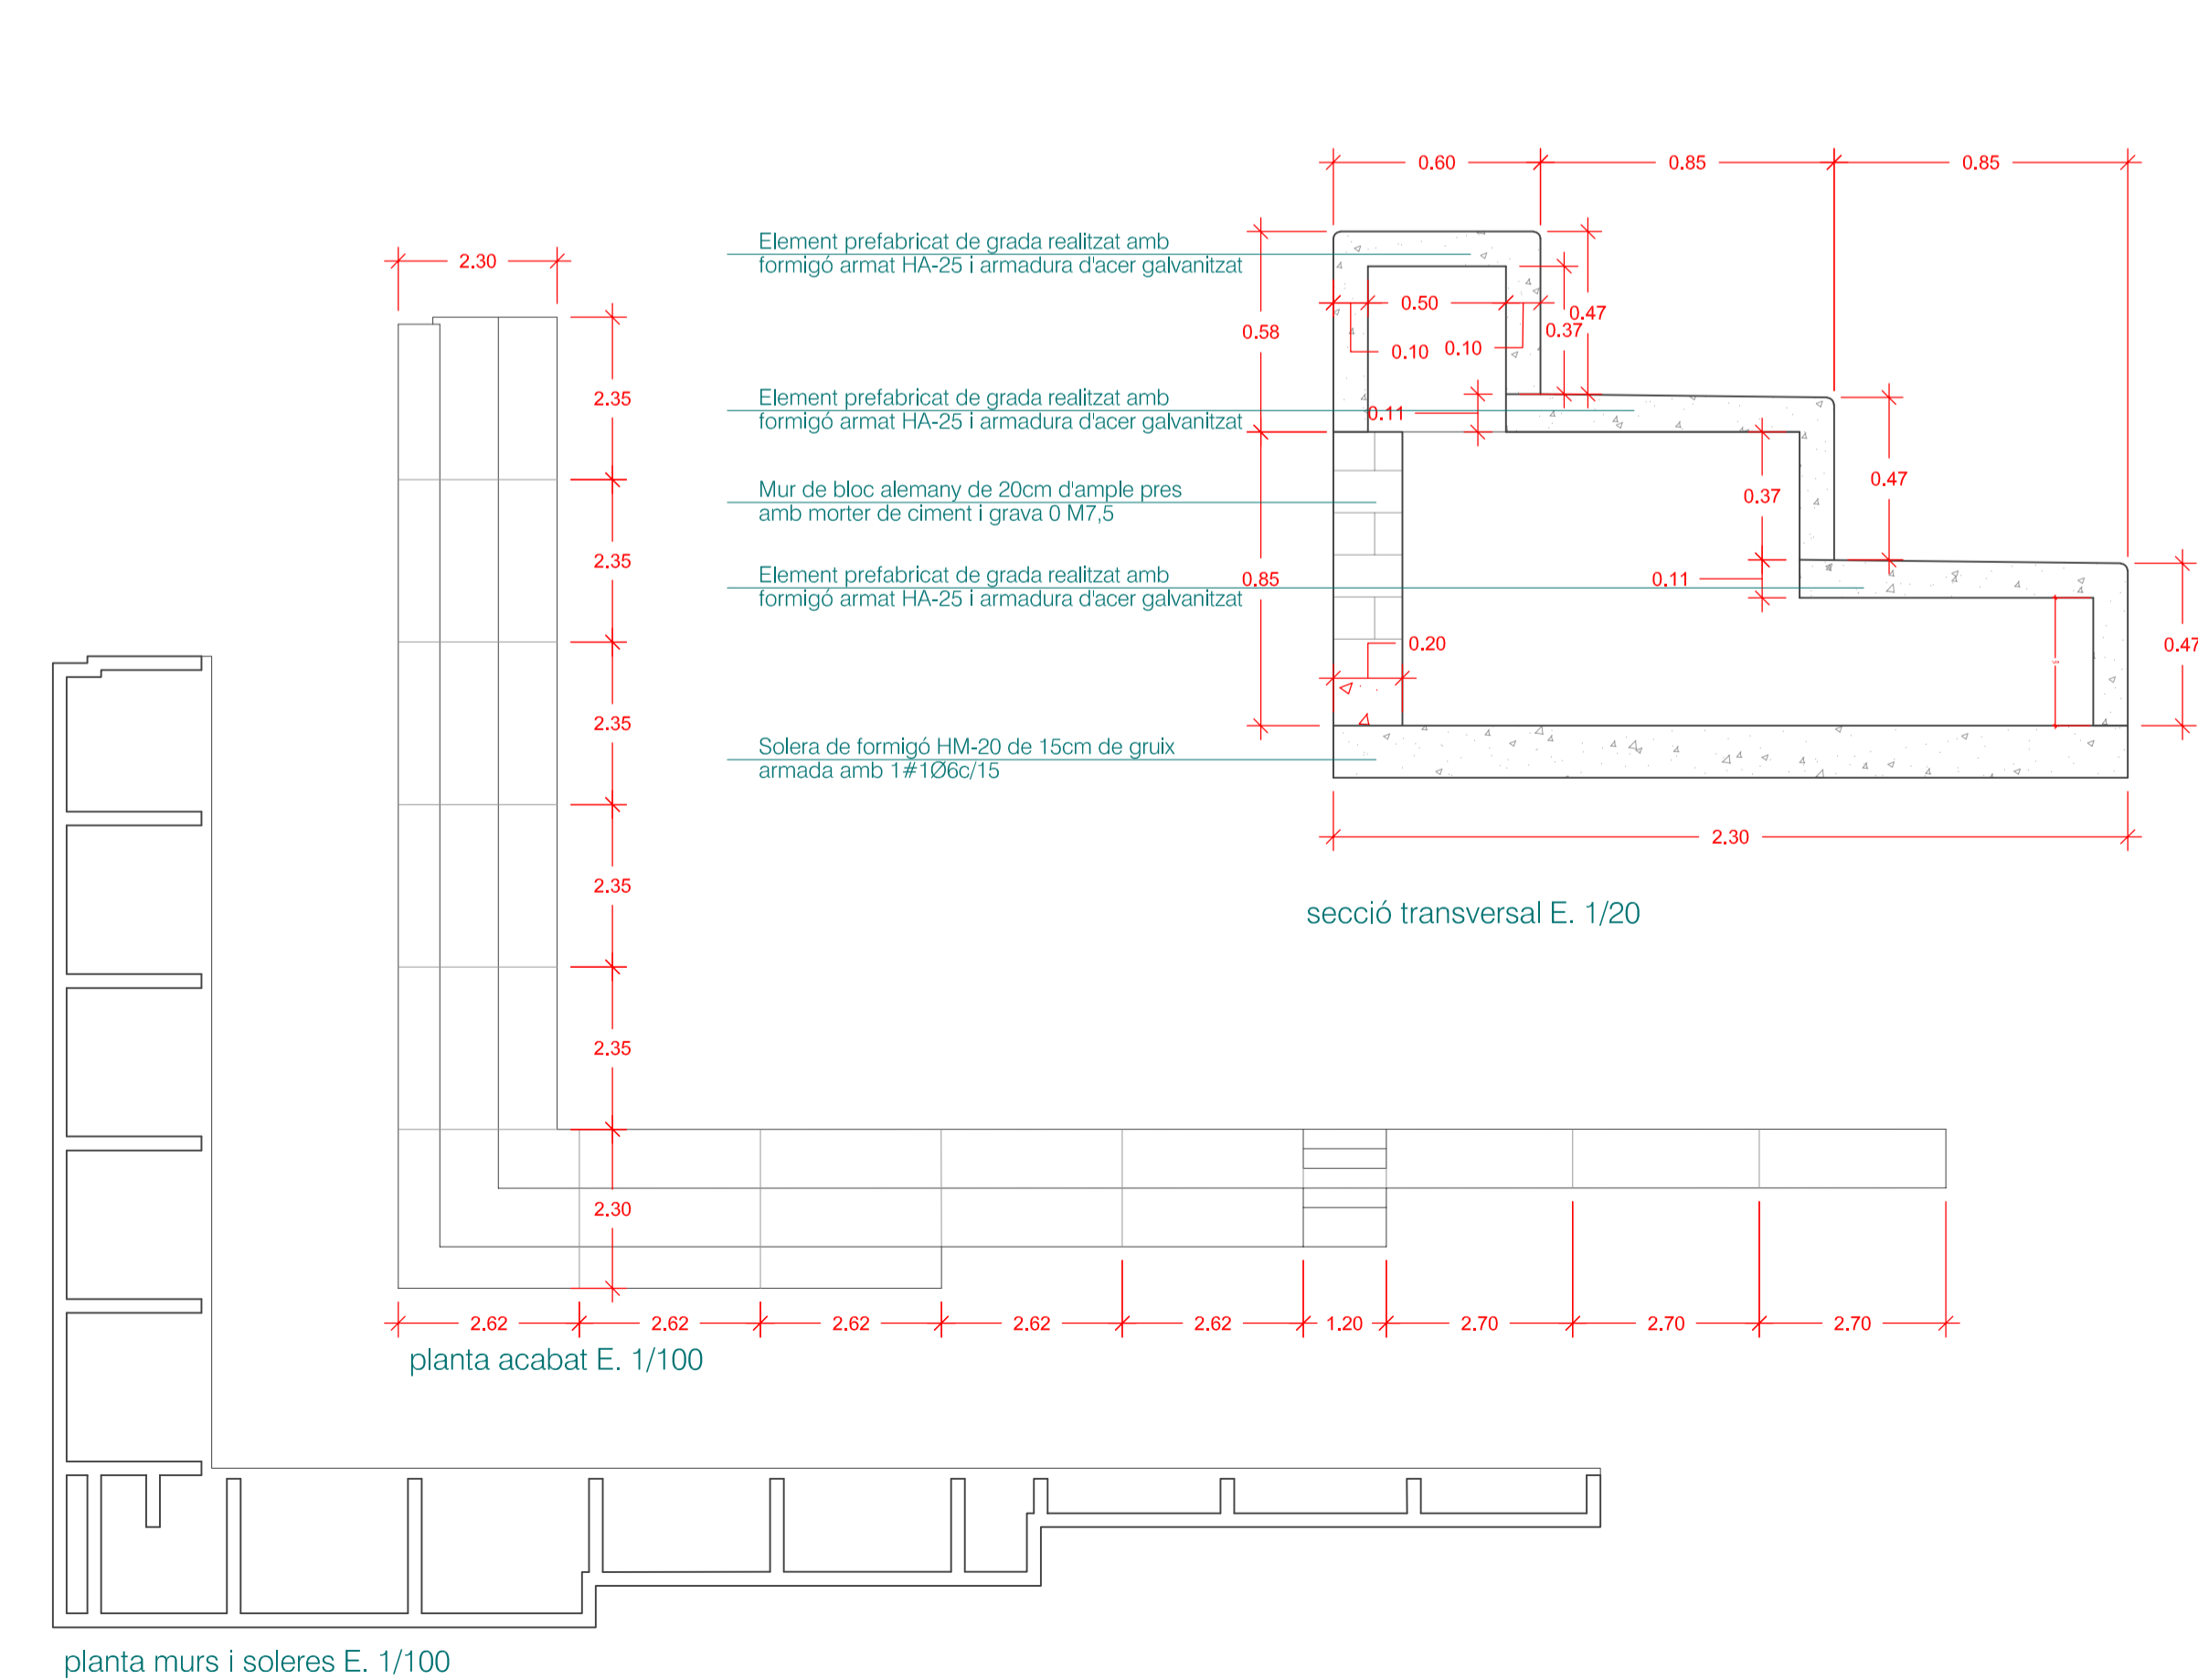 0.60
0.85
0.85
Element prefabricat de grada realitzat amb
formigó armat HA-25 i armadura d'acer galvanitzat
2.30
0.50
0.47
0.37
0.58
0.10
0.10
Element prefabricat de grada realitzat amb
formigó armat HA-25 i armadura d'acer galvanitzat
2.35
0.11
0.47
0.37
Mur de bloc alemany de 20cm d'ample pres
amb morter de ciment i grava 0 M7,5
2.35
Element prefabricat de grada realitzat amb
formigó armat HA-25 i armadura d'acer galvanitzat
0.85
0.11
0.20
0.47
2.35
Solera de formigó HM-20 de 15cm de gruix
armada amb 1#1Ø6c/15
2.30
2.35
secció transversal E. 1/20
2.35
2.30
2.62
2.62
2.62
2.62
2.62
1.20
2.70
2.70
2.70
planta acabat E. 1/100
planta murs i soleres E. 1/100